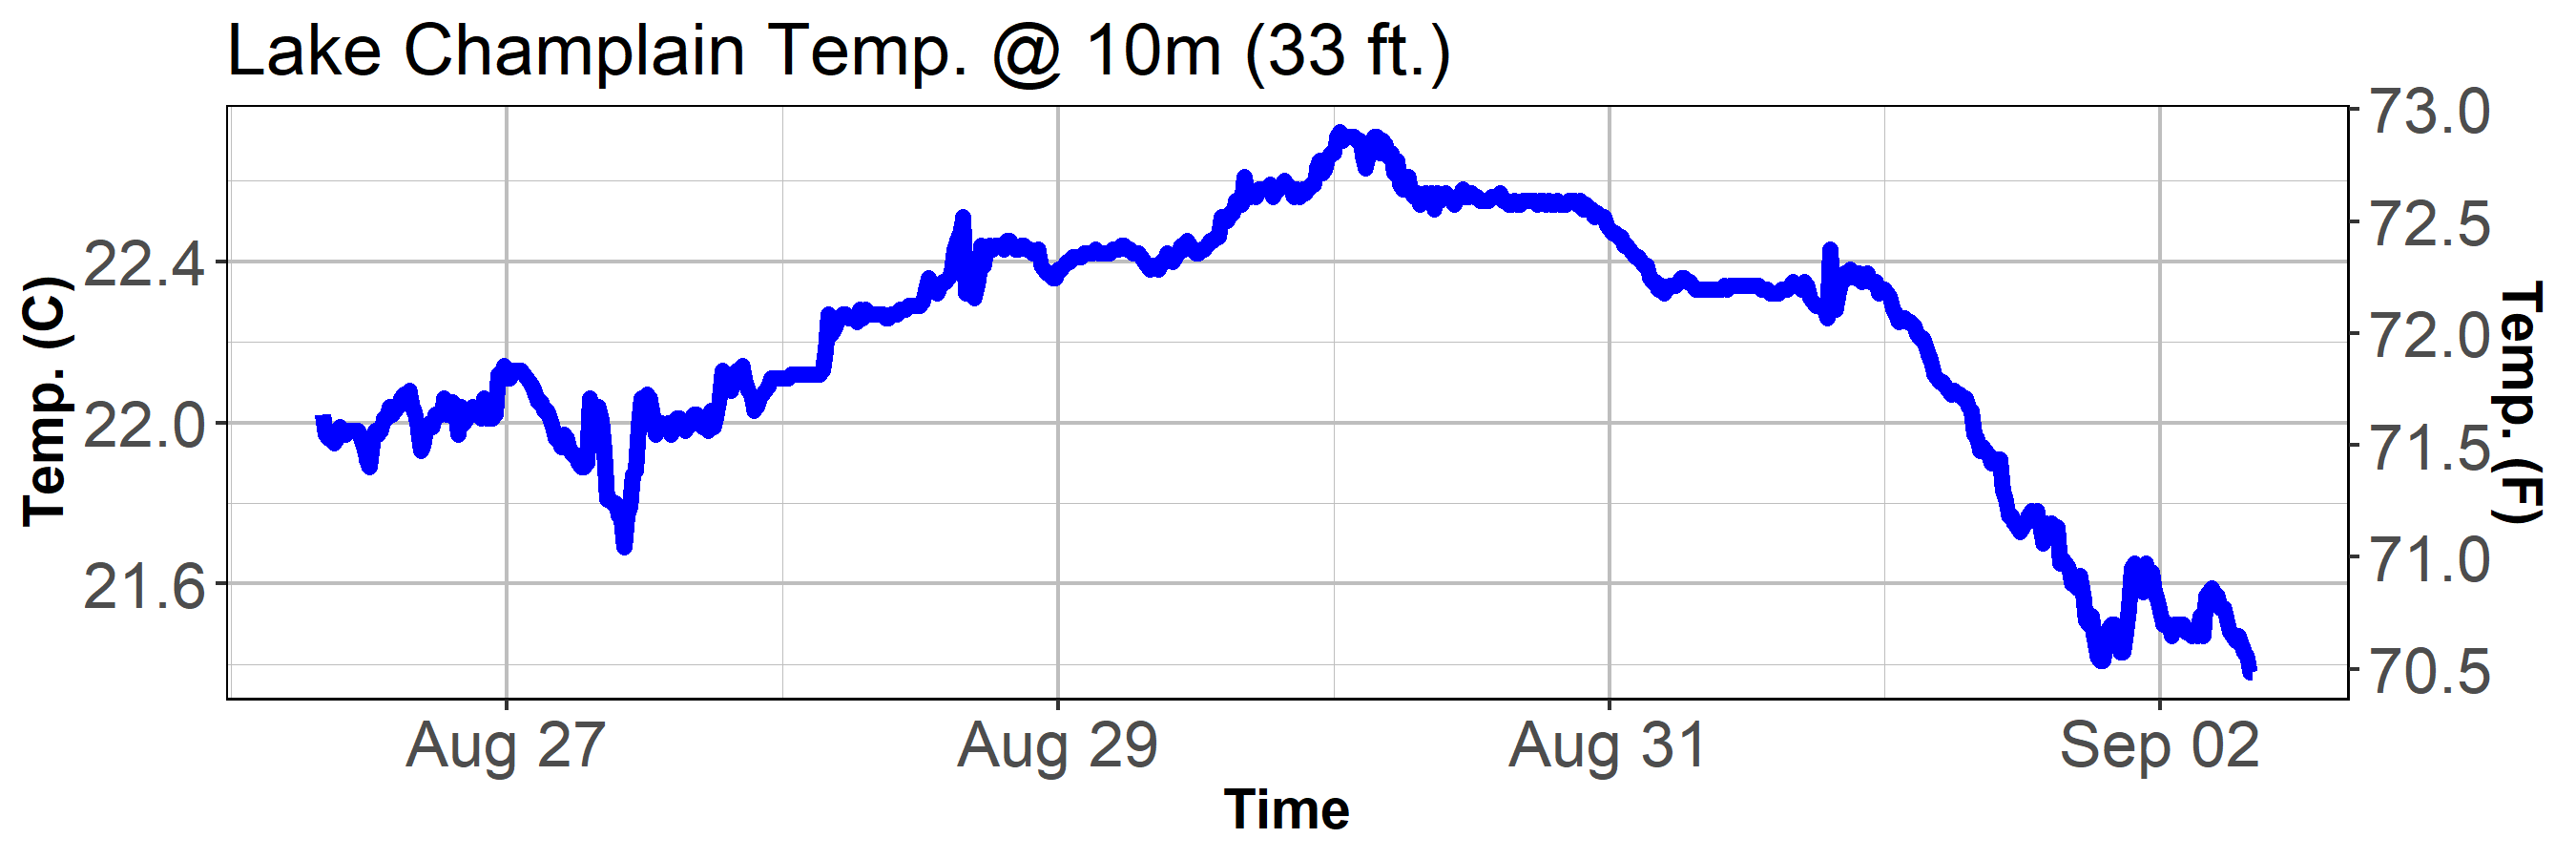 Lake Champlain Temp. @ 10m (33 ft.)
Temp. (C)
22.4
22.0
21.6
73.0
72.5
72.0
71.5
71.0
70.5
Temp. (F)
Aug 27
Aug 29
Aug 31
Sep 02
Time